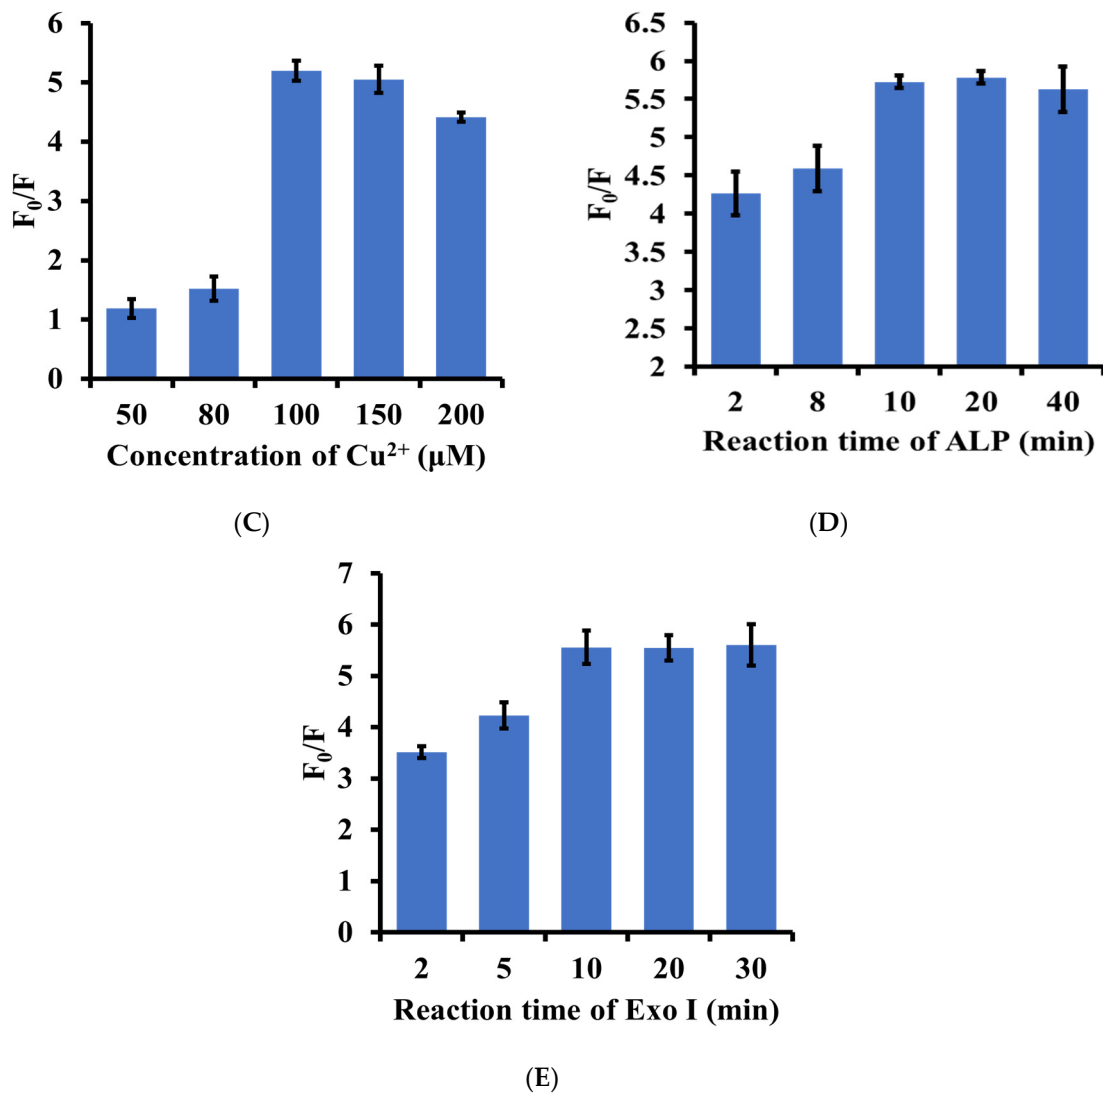 6
5
4
3
2
1
0
F₀/F
50 80 100 150 200
Concentration of Cu²⁺ (μM)
(C)
6.5
6
5.5
5
4.5
4
3.5
3
2.5
2
F₀/F
2 8 10 20 40
Reaction time of ALP (min)
(D)
7
6
5
4
3
2
1
0
F₀/F
2 5 10 20 30
Reaction time of Exo I (min)
(E)